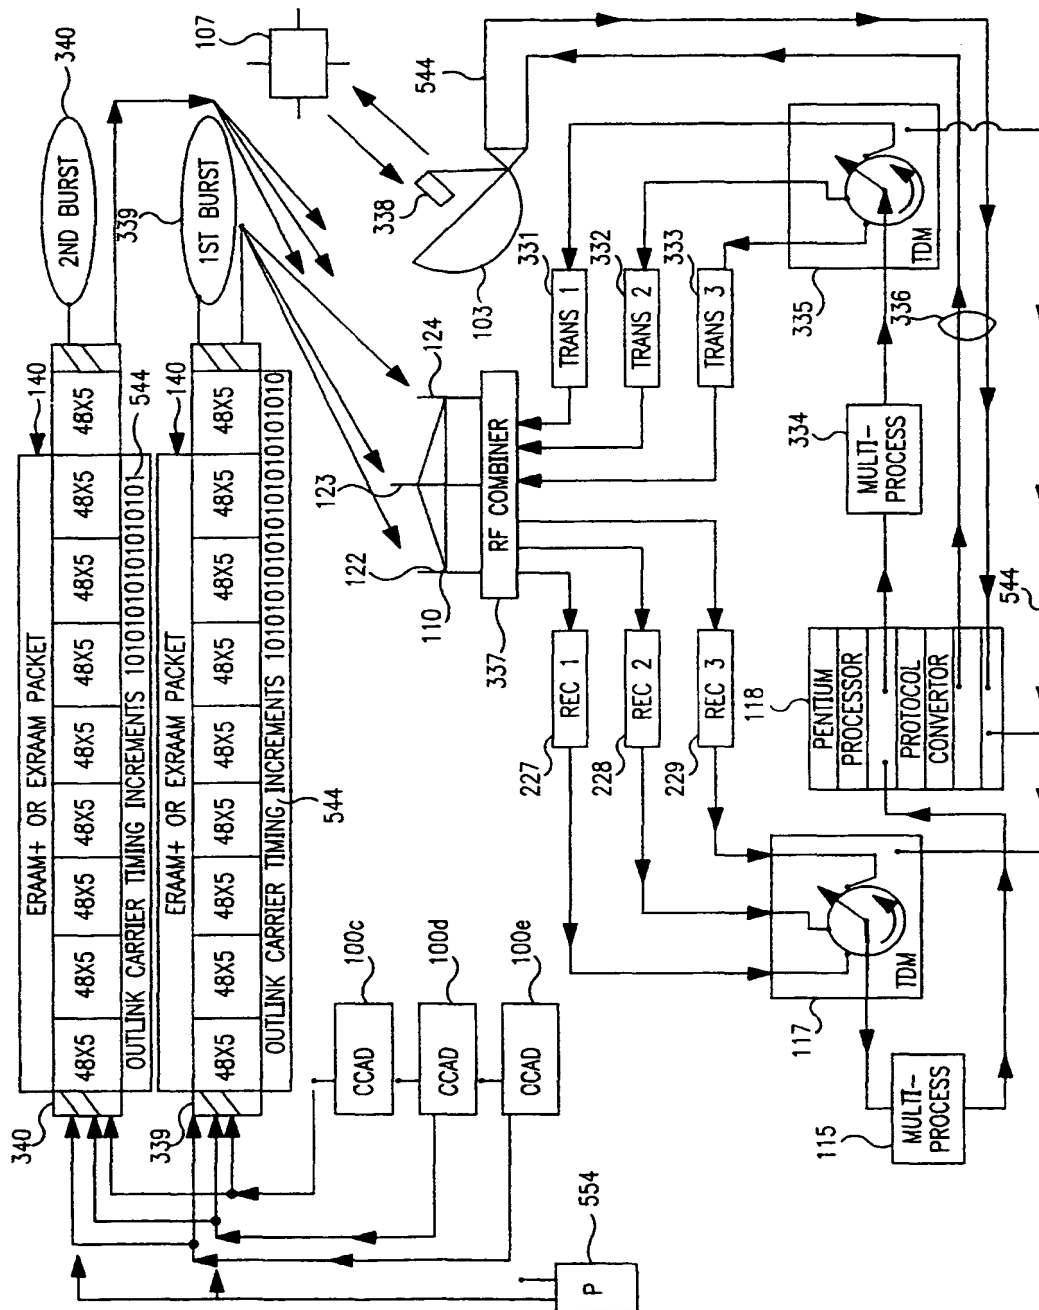 ERAAM+ OR EXRAAM PACKET
140
340
48X5 48X5 48X5 48X5 48X5 48X5 48X5 48X5 48X5
2ND BURST
340
OUTLINK CARRIER TIMING INCREMENTS 1010101010101010101
544
339
ERAAM+ OR EXRAAM PACKET
140
339
48X5 48X5 48X5 48X5 48X5 48X5 48X5 48X5 48X5
1ST BURST
107
OUTLINK CARRIER TIMING, INCREMENTS 101010101010101010101010
544
100c
CCAD
100d
CCAD
100e
CCAD
554
P
122
123
124
110
337
RF COMBINER
338
103
544
227
REC 1
331
TRANS 1
228
REC 2
332
TRANS 2
229
REC 3
333
TRANS 3
118
PENTIUM
PROCESSOR
PROTOCOL
CONVERTOR
334
MULTI-
PROCESS
335
TDM
336
117
TDM
115
MULTI-
PROCESS
544